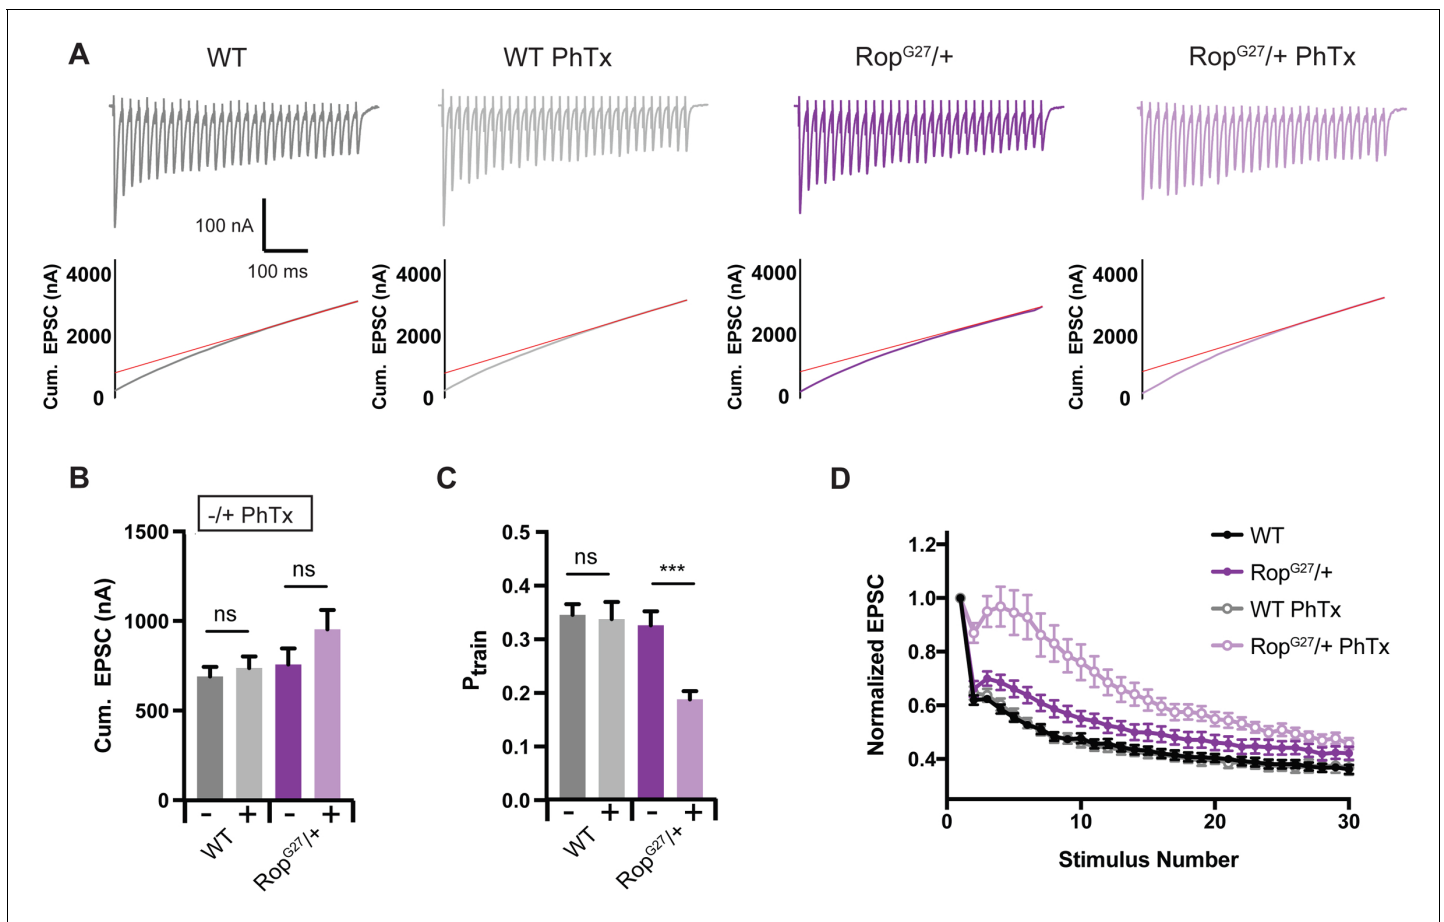 A
WT
WT PhTx
Rop^G27/+
Rop^G27/+ PhTx
100 nA
100 ms
Cum. EPSC (nA)
4000
2000
0
Cum. EPSC (nA)
4000
2000
0
Cum. EPSC (nA)
4000
2000
0
Cum. EPSC (nA)
4000
2000
0
B
-/+ PhTx
Cum. EPSC (nA)
1500
1000
500
0
ns
ns
- + - +
WT
Rop^G27/+
C
Ptrain
0.5
0.4
0.3
0.2
0.1
0.0
ns
***
- + - +
WT
Rop^G27/+
D
Normalized EPSC
1.2
1.0
0.8
0.6
0.4
0 10 20 30
Stimulus Number
WT
Rop^G27/+
WT PhTx
Rop^G27/+ PhTx